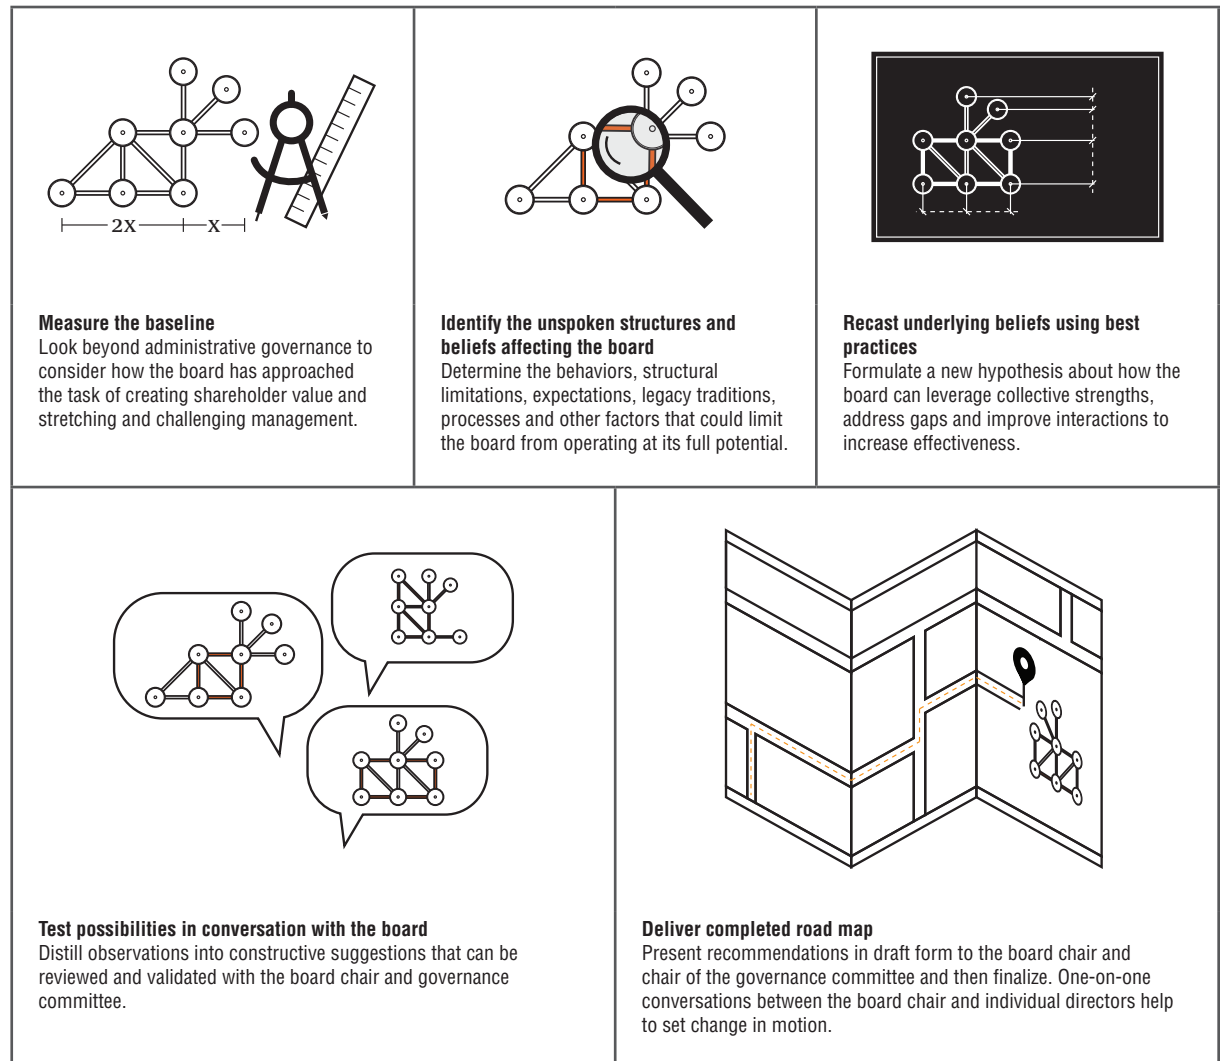 2X
X
Measure the baseline
Look beyond administrative governance to
consider how the board has approached
the task of creating shareholder value and
stretching and challenging management.
Identify the unspoken structures and
beliefs affecting the board
Determine the behaviors, structural
limitations, expectations, legacy traditions,
processes and other factors that could limit
the board from operating at its full potential.
Recast underlying beliefs using best
practices
Formulate a new hypothesis about how the
board can leverage collective strengths,
address gaps and improve interactions to
increase effectiveness.
Test possibilities in conversation with the board
Distill observations into constructive suggestions that can be
reviewed and validated with the board chair and governance
committee.
Deliver completed road map
Present recommendations in draft form to the board chair and
chair of the governance committee and then finalize. One-on-one
conversations between the board chair and individual directors help
to set change in motion.